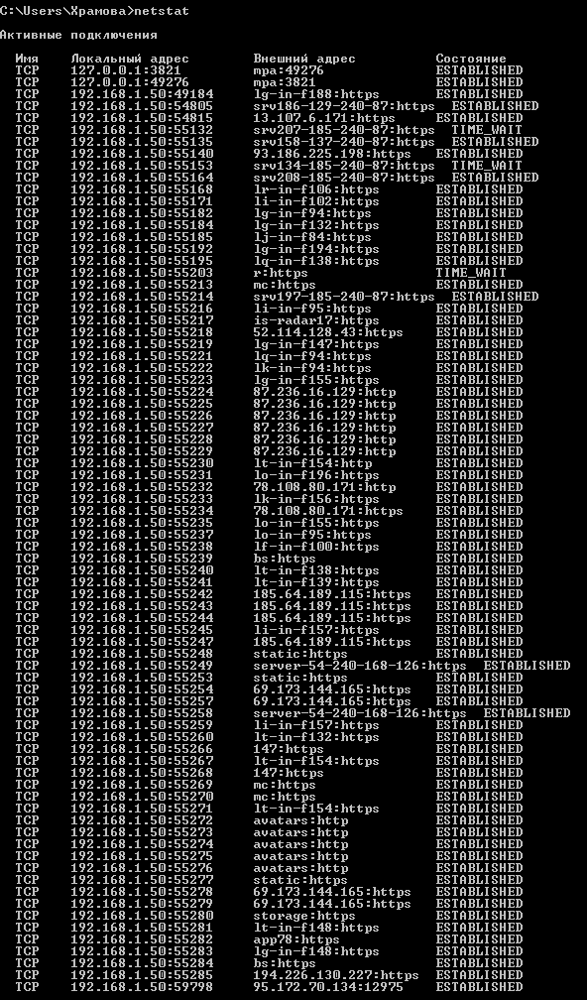 C:\Users\Храмова>netstat
Активные подключения
Имя Локальный адрес Внешний адрес Состояние
TCP 127.0.0.1:3821 mpa:49276 ESTABLISHED
TCP 127.0.0.1:49276 mpa:3821 ESTABLISHED
TCP 192.168.1.50:49184 lg-in-f188:https ESTABLISHED
TCP 192.168.1.50:54805 srv186-129-240-87:https ESTABLISHED
TCP 192.168.1.50:54815 13.107.6.171:https ESTABLISHED
TCP 192.168.1.50:55132 srv207-185-240-87:https TIME_WAIT
TCP 192.168.1.50:55135 srv158-137-240-87:https ESTABLISHED
TCP 192.168.1.50:55140 93.186.225.198:https ESTABLISHED
TCP 192.168.1.50:55153 srv134-185-240-87:https TIME_WAIT
TCP 192.168.1.50:55164 srv208-185-240-87:https ESTABLISHED
TCP 192.168.1.50:55168 lr-in-f106:https ESTABLISHED
TCP 192.168.1.50:55171 li-in-f102:https ESTABLISHED
TCP 192.168.1.50:55182 lg-in-f94:https ESTABLISHED
TCP 192.168.1.50:55184 lg-in-f132:https ESTABLISHED
TCP 192.168.1.50:55185 lj-in-f84:https ESTABLISHED
TCP 192.168.1.50:55192 lg-in-f194:https ESTABLISHED
TCP 192.168.1.50:55195 lq-in-f138:https ESTABLISHED
TCP 192.168.1.50:55203 r:https TIME_WAIT
TCP 192.168.1.50:55213 mc:https ESTABLISHED
TCP 192.168.1.50:55214 srv197-185-240-87:https ESTABLISHED
TCP 192.168.1.50:55216 li-in-f95:https ESTABLISHED
TCP 192.168.1.50:55217 is-radar17:https ESTABLISHED
TCP 192.168.1.50:55218 52.114.128.43:https ESTABLISHED
TCP 192.168.1.50:55219 lg-in-f147:https ESTABLISHED
TCP 192.168.1.50:55221 lg-in-f94:https ESTABLISHED
TCP 192.168.1.50:55222 lk-in-f94:https ESTABLISHED
TCP 192.168.1.50:55223 lg-in-f155:https ESTABLISHED
TCP 192.168.1.50:55224 87.236.16.129:http ESTABLISHED
TCP 192.168.1.50:55225 87.236.16.129:http ESTABLISHED
TCP 192.168.1.50:55226 87.236.16.129:http ESTABLISHED
TCP 192.168.1.50:55227 87.236.16.129:http ESTABLISHED
TCP 192.168.1.50:55228 87.236.16.129:http ESTABLISHED
TCP 192.168.1.50:55229 87.236.16.129:http ESTABLISHED
TCP 192.168.1.50:55230 lt-in-f154:http ESTABLISHED
TCP 192.168.1.50:55231 lo-in-f196:https ESTABLISHED
TCP 192.168.1.50:55232 78.108.80.171:http ESTABLISHED
TCP 192.168.1.50:55233 lk-in-f156:https ESTABLISHED
TCP 192.168.1.50:55234 78.108.80.171:https ESTABLISHED
TCP 192.168.1.50:55235 lo-in-f155:https ESTABLISHED
TCP 192.168.1.50:55237 lo-in-f95:https ESTABLISHED
TCP 192.168.1.50:55238 lf-in-f100:https ESTABLISHED
TCP 192.168.1.50:55239 bs:https ESTABLISHED
TCP 192.168.1.50:55240 lt-in-f138:https ESTABLISHED
TCP 192.168.1.50:55241 lt-in-f139:https ESTABLISHED
TCP 192.168.1.50:55242 185.64.189.115:https ESTABLISHED
TCP 192.168.1.50:55243 185.64.189.115:https ESTABLISHED
TCP 192.168.1.50:55244 185.64.189.115:https ESTABLISHED
TCP 192.168.1.50:55245 li-in-f157:https ESTABLISHED
TCP 192.168.1.50:55247 185.64.189.115:https ESTABLISHED
TCP 192.168.1.50:55248 static:https ESTABLISHED
TCP 192.168.1.50:55249 server-54-240-168-126:https ESTABLISHED
TCP 192.168.1.50:55253 static:https ESTABLISHED
TCP 192.168.1.50:55254 69.173.144.165:https ESTABLISHED
TCP 192.168.1.50:55257 69.173.144.165:https ESTABLISHED
TCP 192.168.1.50:55258 server-54-240-168-126:https ESTABLISHED
TCP 192.168.1.50:55259 li-in-f157:https ESTABLISHED
TCP 192.168.1.50:55260 lt-in-f132:https ESTABLISHED
TCP 192.168.1.50:55266 147:https ESTABLISHED
TCP 192.168.1.50:55267 lt-in-f154:https ESTABLISHED
TCP 192.168.1.50:55268 147:https ESTABLISHED
TCP 192.168.1.50:55269 mc:https ESTABLISHED
TCP 192.168.1.50:55270 mc:https ESTABLISHED
TCP 192.168.1.50:55271 lt-in-f154:https ESTABLISHED
TCP 192.168.1.50:55272 avatars:http ESTABLISHED
TCP 192.168.1.50:55273 avatars:http ESTABLISHED
TCP 192.168.1.50:55274 avatars:http ESTABLISHED
TCP 192.168.1.50:55275 avatars:http ESTABLISHED
TCP 192.168.1.50:55276 avatars:http ESTABLISHED
TCP 192.168.1.50:55277 static:https ESTABLISHED
TCP 192.168.1.50:55278 69.173.144.165:https ESTABLISHED
TCP 192.168.1.50:55279 69.173.144.165:https ESTABLISHED
TCP 192.168.1.50:55280 storage:https ESTABLISHED
TCP 192.168.1.50:55281 lt-in-f148:https ESTABLISHED
TCP 192.168.1.50:55282 app78:https ESTABLISHED
TCP 192.168.1.50:55283 lg-in-f148:https ESTABLISHED
TCP 192.168.1.50:55284 bs:https ESTABLISHED
TCP 192.168.1.50:55285 194.226.130.227:https ESTABLISHED
TCP 192.168.1.50:59798 95.172.70.134:12975 ESTABLISHED